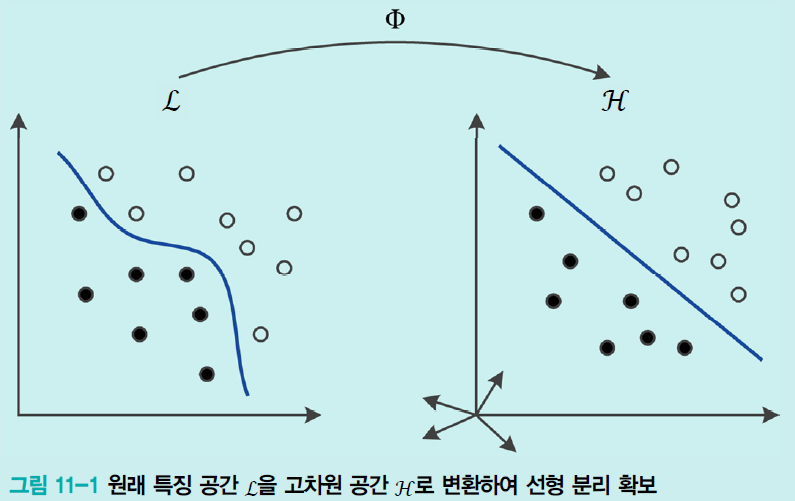 Φ
ℒ
ℋ
그림 11-1 원래 특징 공간 ℒ을 고차원 공간 ℋ로 변환하여 선형 분리 확보